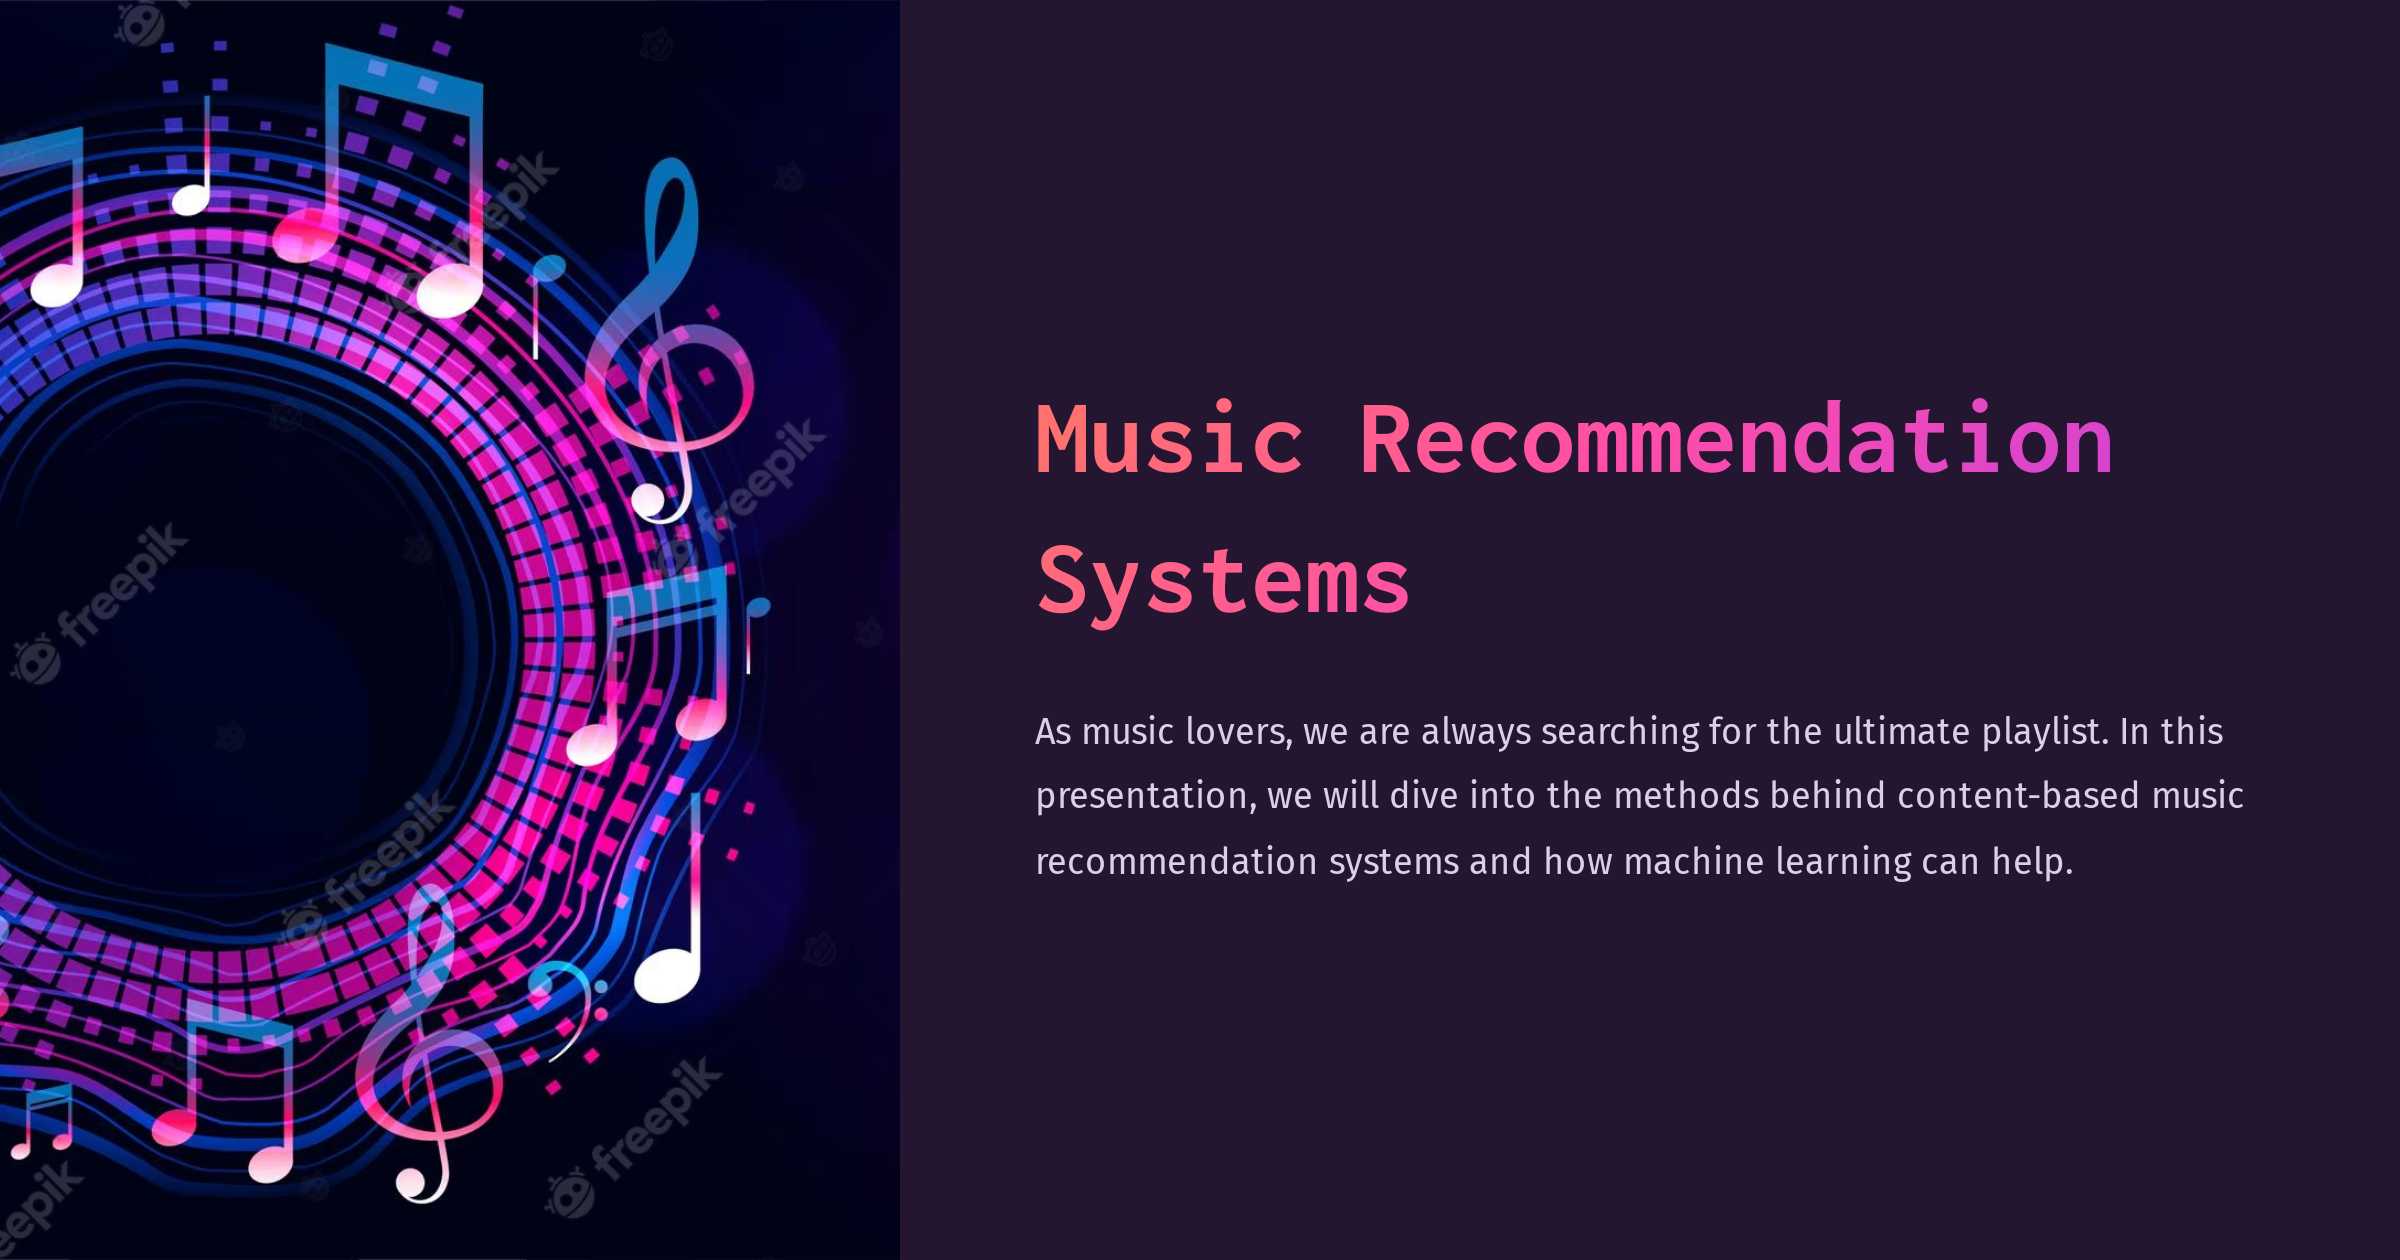 Music Recommendation
Systems
As music lovers, we are always searching for the ultimate playlist. In this
presentation, we will dive into the methods behind content-based music
recommendation systems and how machine learning can help.
freepik
freepik
freepik
freepik
freepik
eepik